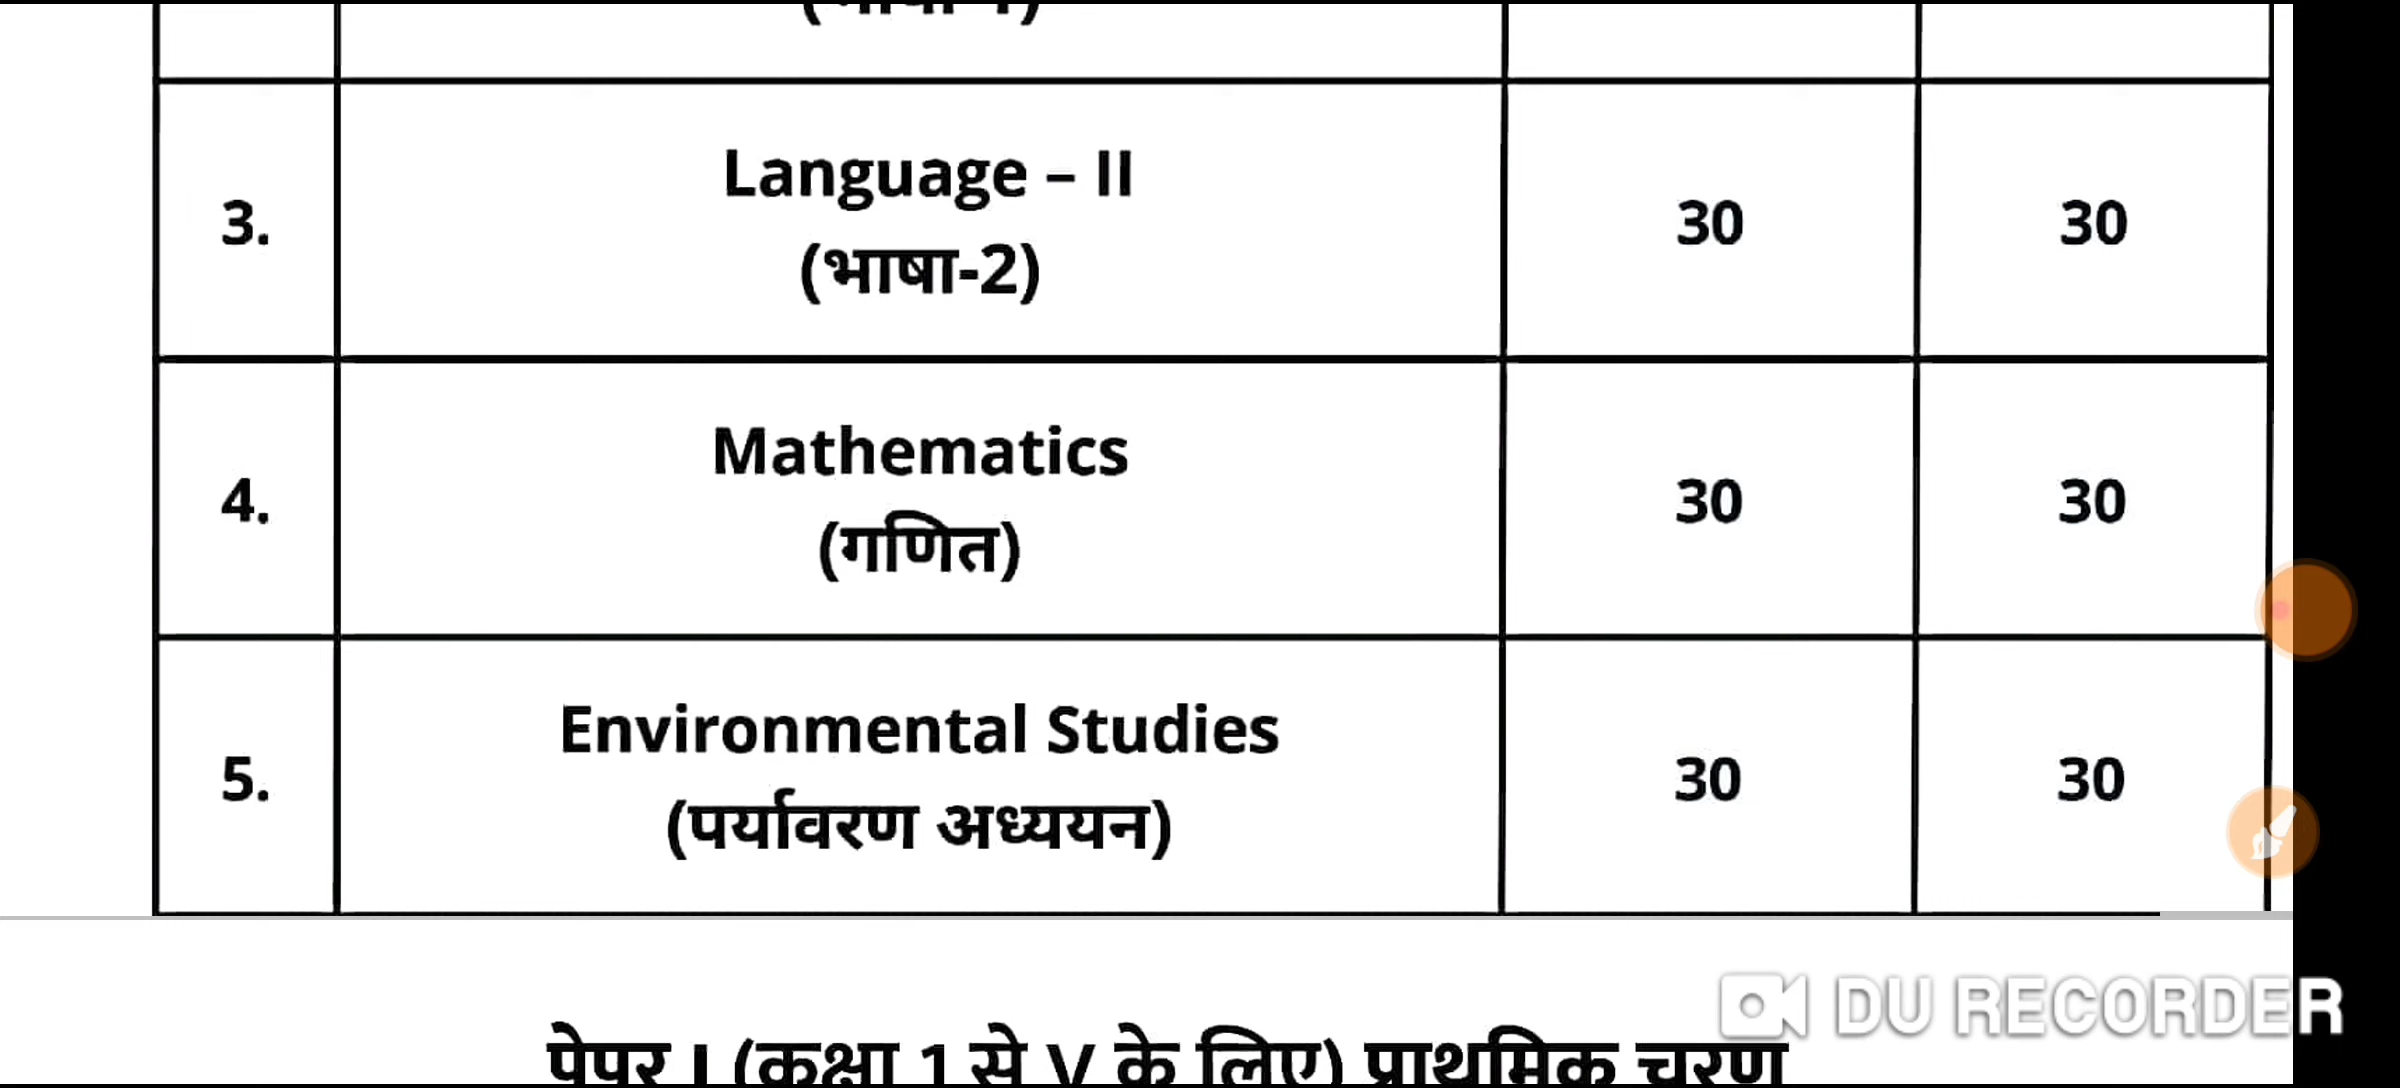 3.
Language – II
(भाषा-2)
30
30
4.
Mathematics
(गणित)
30
30
5.
Environmental Studies
(पर्यावरण अध्ययन)
30
30
DU RECORDER
पेपर I (कक्षा 1 से V के लिए) प्राथमिक चरण